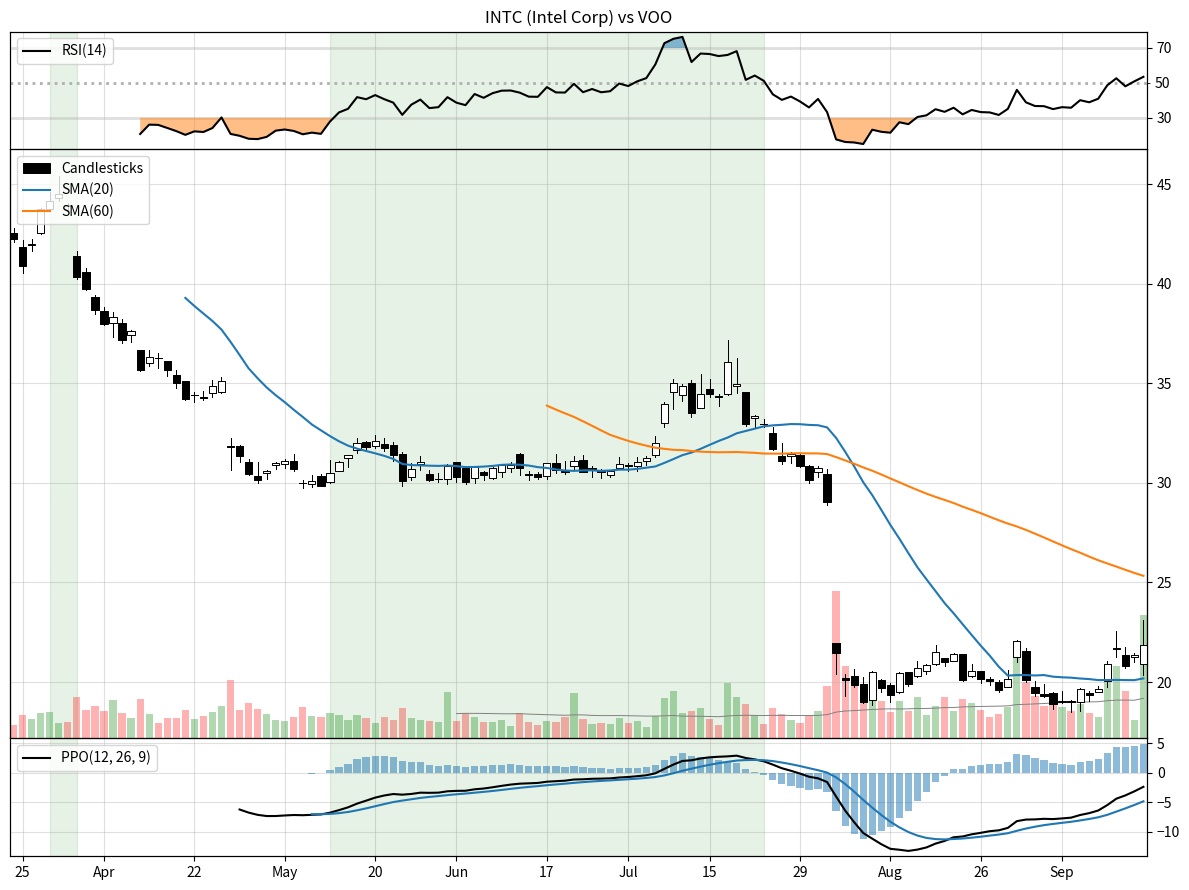 INTC (Intel Corp) vs VOO
RSI(14)
70
50
30
Candlesticks
SMA(20)
SMA(60)
45
40
35
30
25
20
PPO(12, 26, 9)
5
0
−5
−10
25 Apr 22 May 20 Jun 17 Jul 15 29 Aug 26 Sep